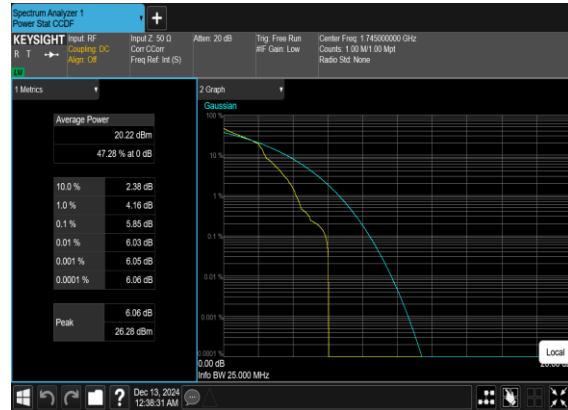 Spectrum Analyzer 1
Power Stat CCDF
+
KEYSIGHT
R T
LV
Input: RF
Coupling: DC
Align: Off
Input Z: 50 Ω
Corr CCorr
Freq Ref: Int (S)
Atten: 20 dB
Trig: Free Run
#IF Gain: Low
Center Freq: 1.745000000 GHz
Counts: 1.00 M/1.00 Mpt
Radio Std: None
1 Metrics
Average Power
20.22 dBm
47.28 % at 0 dB
10.0 % 2.38 dB
1.0 % 4.16 dB
0.1 % 5.85 dB
0.01 % 6.03 dB
0.001 % 6.05 dB
0.0001 % 6.06 dB
Peak
6.06 dB
26.28 dBm
2 Graph
Gaussian
100 %
10 %
1 %
0.1 %
0.01 %
0.001 %
0.0001 %
0.00 dB
Info BW 25.000 MHz
Local
?
Dec 13, 2024
12:38:31 AM